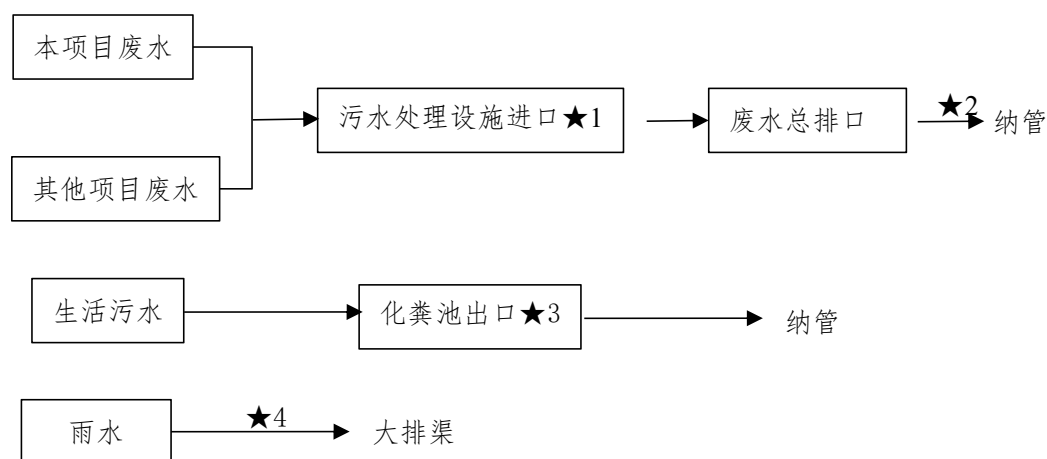 本项目废水
其他项目废水
污水处理设施进口★1
废水总排口
★2
纳管
生活污水
化粪池出口★3
纳管
雨水
★4
大排渠